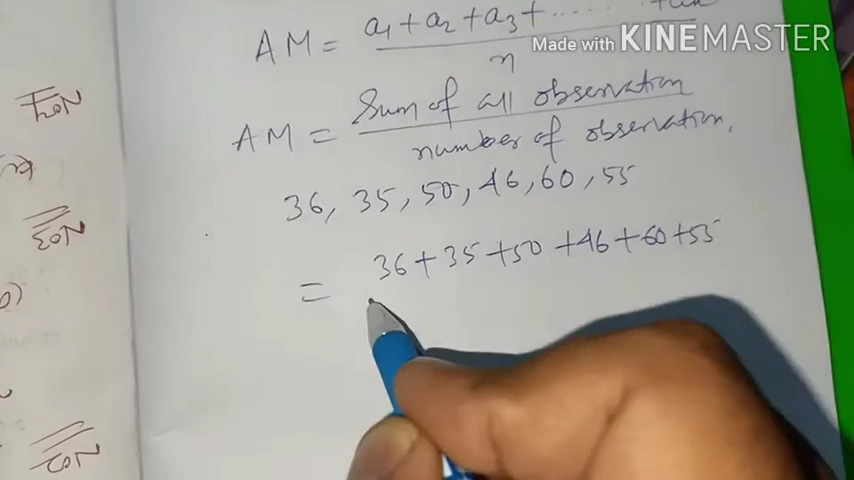 AM = a₁ + a₂ + a₃ + ...... + an
n
Made with KINEMASTER
AM = Sum of all observation
number of observation.
36, 35, 50, 46, 60, 55
= 36 + 35 + 50 + 46 + 60 + 55